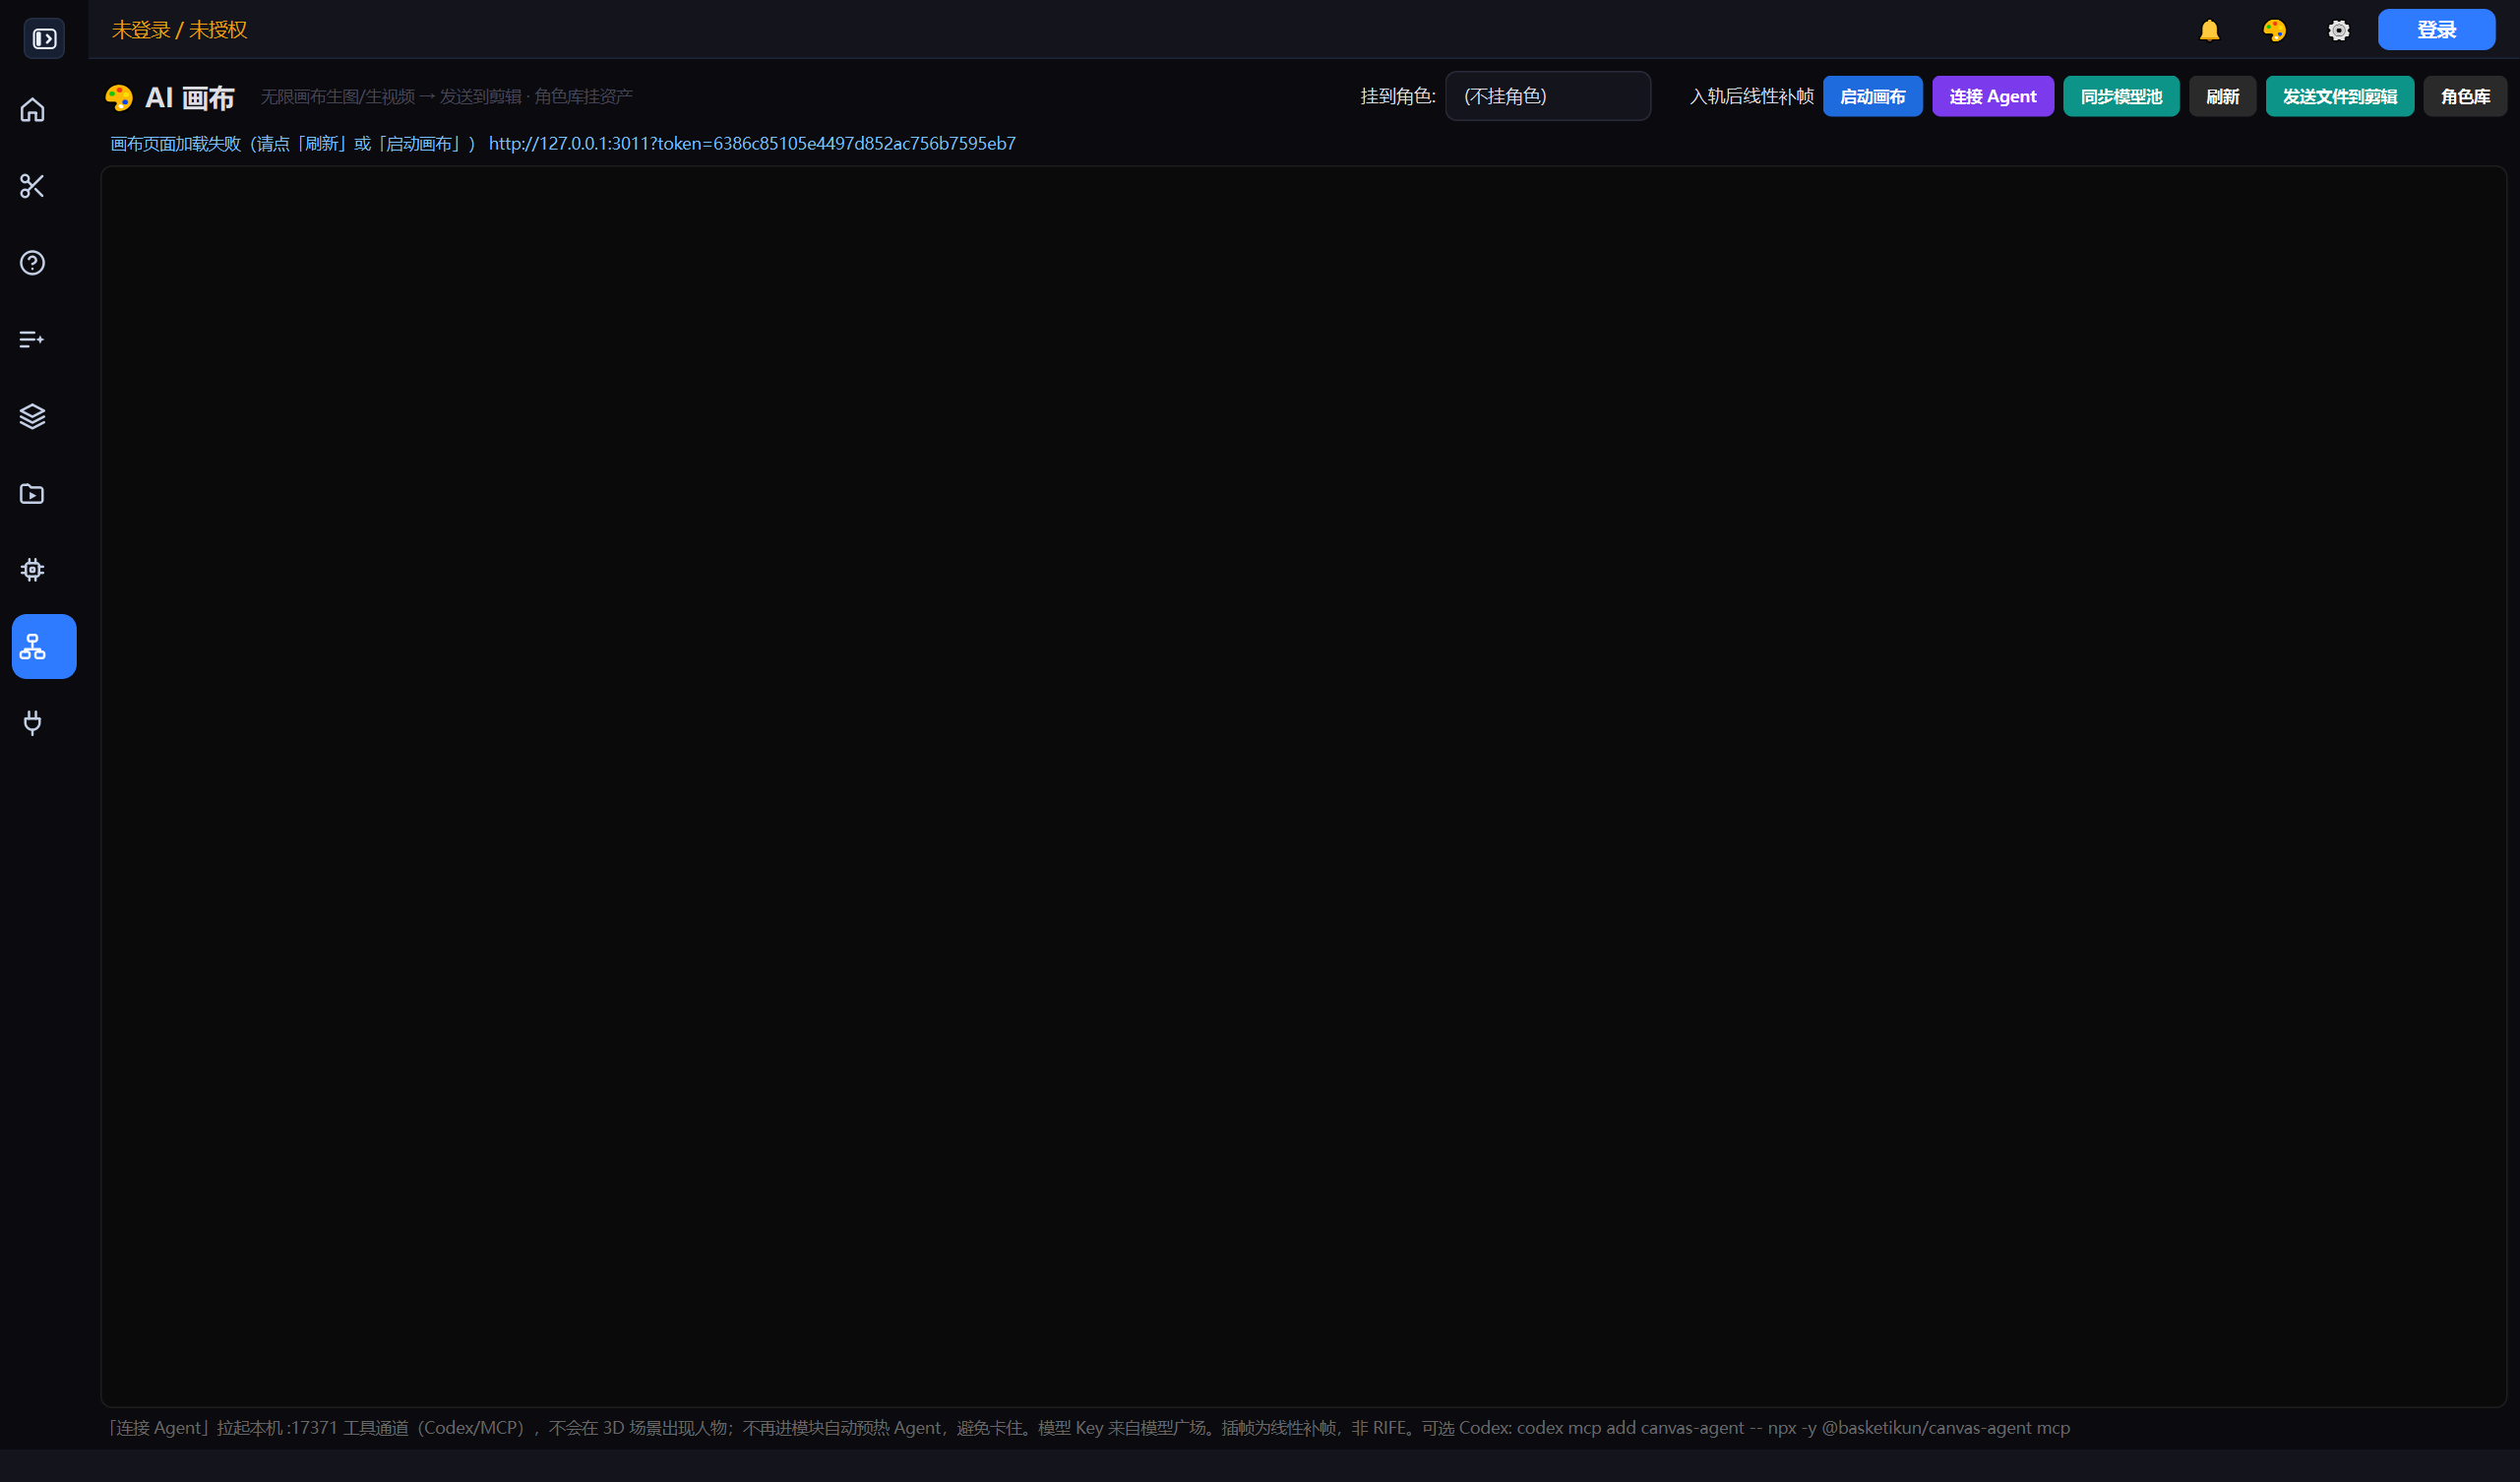 未登录 / 未授权
登录
AI 画布
无限画布生图/生视频 → 发送到剪辑 · 角色库挂资产
挂到角色: (不挂角色)
入轨后线性补帧
启动画布
连接 Agent
同步模型池
刷新
发送文件到剪辑
角色库
画布页面加载失败（请点「刷新」或「启动画布」） http://127.0.0.1:3011?token=6386c85105e4497d852ac756b7595eb7
「连接 Agent」拉起本机 :17371 工具通道（Codex/MCP），不会在 3D 场景出现人物；不再进模块自动预热 Agent，避免卡住。模型 Key 来自模型广场。插帧为线性补帧，非 RIFE。可选 Codex: codex mcp add canvas-agent -- npx -y @basketikun/canvas-agent mcp